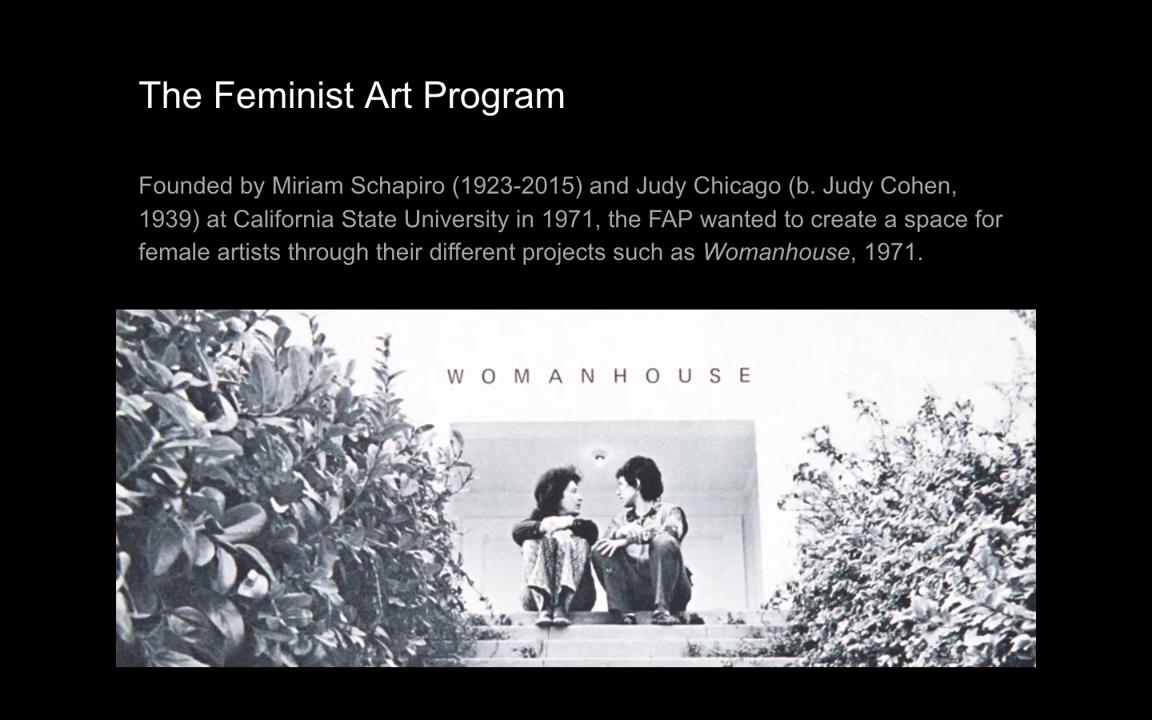 The Feminist Art Program
Founded by Miriam Schapiro (1923-2015) and Judy Chicago (b. Judy Cohen,
1939) at California State University in 1971, the FAP wanted to create a space for
female artists through their different projects such as Womanhouse, 1971.
WOMANHOUSE